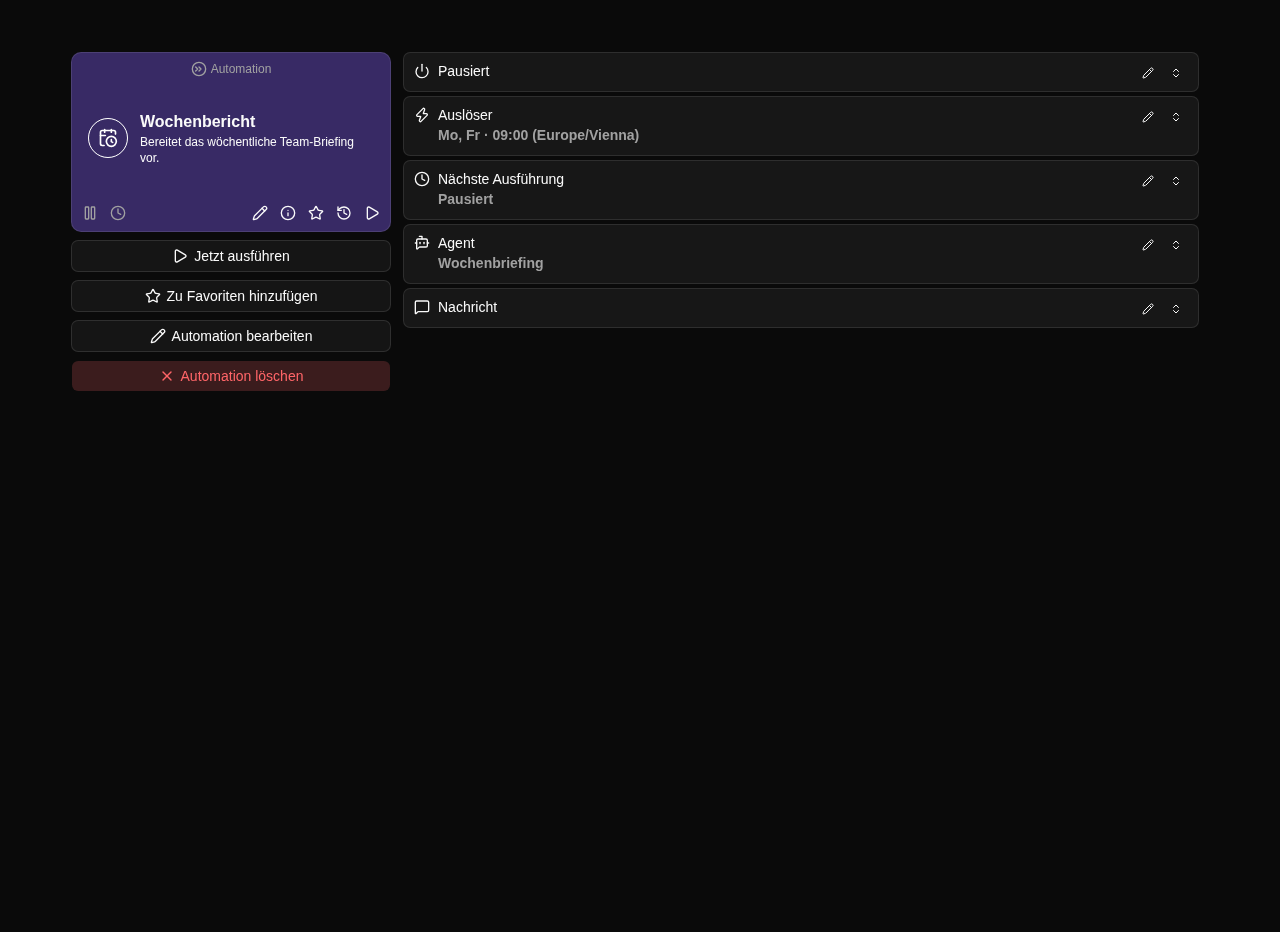 Automation
Wochenbericht
Bereitet das wöchentliche Team-Briefing
vor.
Jetzt ausführen
Zu Favoriten hinzufügen
Automation bearbeiten
Automation löschen
Pausiert
Auslöser
Mo, Fr · 09:00 (Europe/Vienna)
Nächste Ausführung
Pausiert
Agent
Wochenbriefing
Nachricht